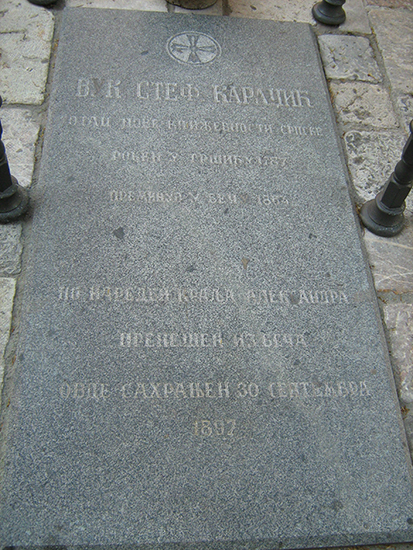 ВУК СТЕФ КАРАЏИЋ
ОТАЦ НОВЕ КЊИЖЕВНОСТИ СРПСКЕ
РОЂЕН У ТРШИЋУ 1787
ПРЕМИНУО У БЕЧУ 1864
ПО НАРЕДБИ КРАЉА АЛЕКСАНДРА
ПРЕНЕШЕН ИЗ БЕЧА
ОВДЕ САХРАЊЕН 30 СЕПТЕМБРА
1897